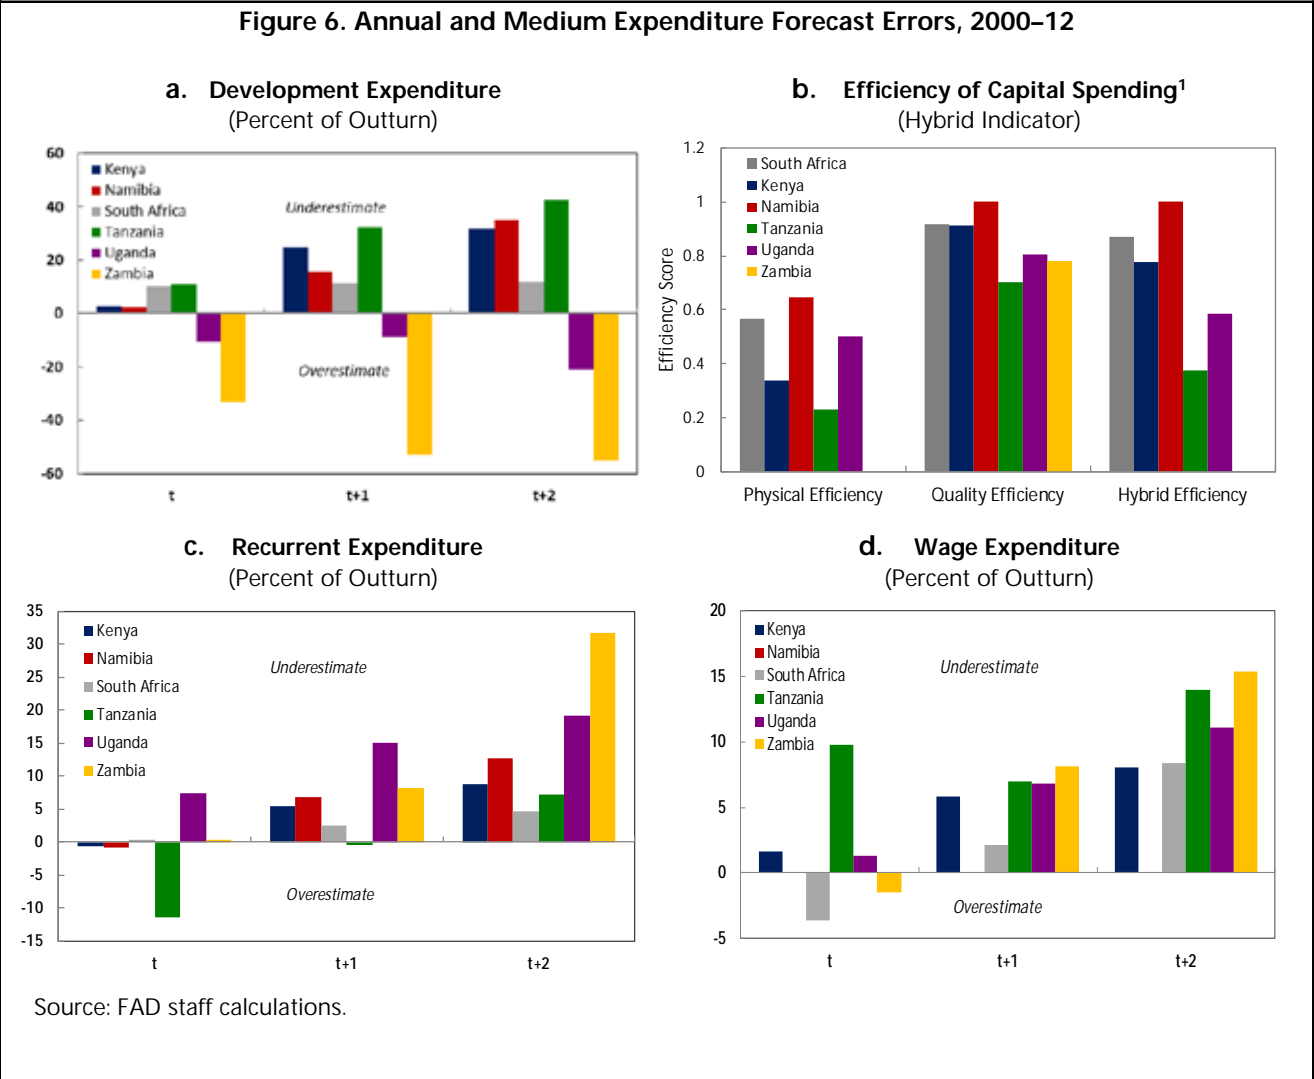 Figure 6. Annual and Medium Expenditure Forecast Errors, 2000–12
a. Development Expenditure
(Percent of Outturn)
60
40
20
0
-20
-40
-60
Kenya
Namibia
South Africa
Tanzania
Uganda
Zambia
Underestimate
Overestimate
t
t+1
t+2
b. Efficiency of Capital Spending¹
(Hybrid Indicator)
Efficiency Score
1.2
1
0.8
0.6
0.4
0.2
0
South Africa
Kenya
Namibia
Tanzania
Uganda
Zambia
Physical Efficiency
Quality Efficiency
Hybrid Efficiency
c. Recurrent Expenditure
(Percent of Outturn)
35
30
25
20
15
10
5
0
-5
-10
-15
Kenya
Namibia
South Africa
Tanzania
Uganda
Zambia
Underestimate
Overestimate
t
t+1
t+2
d. Wage Expenditure
(Percent of Outturn)
20
15
10
5
0
-5
Kenya
Namibia
South Africa
Tanzania
Uganda
Zambia
Underestimate
Overestimate
t
t+1
t+2
Source: FAD staff calculations.